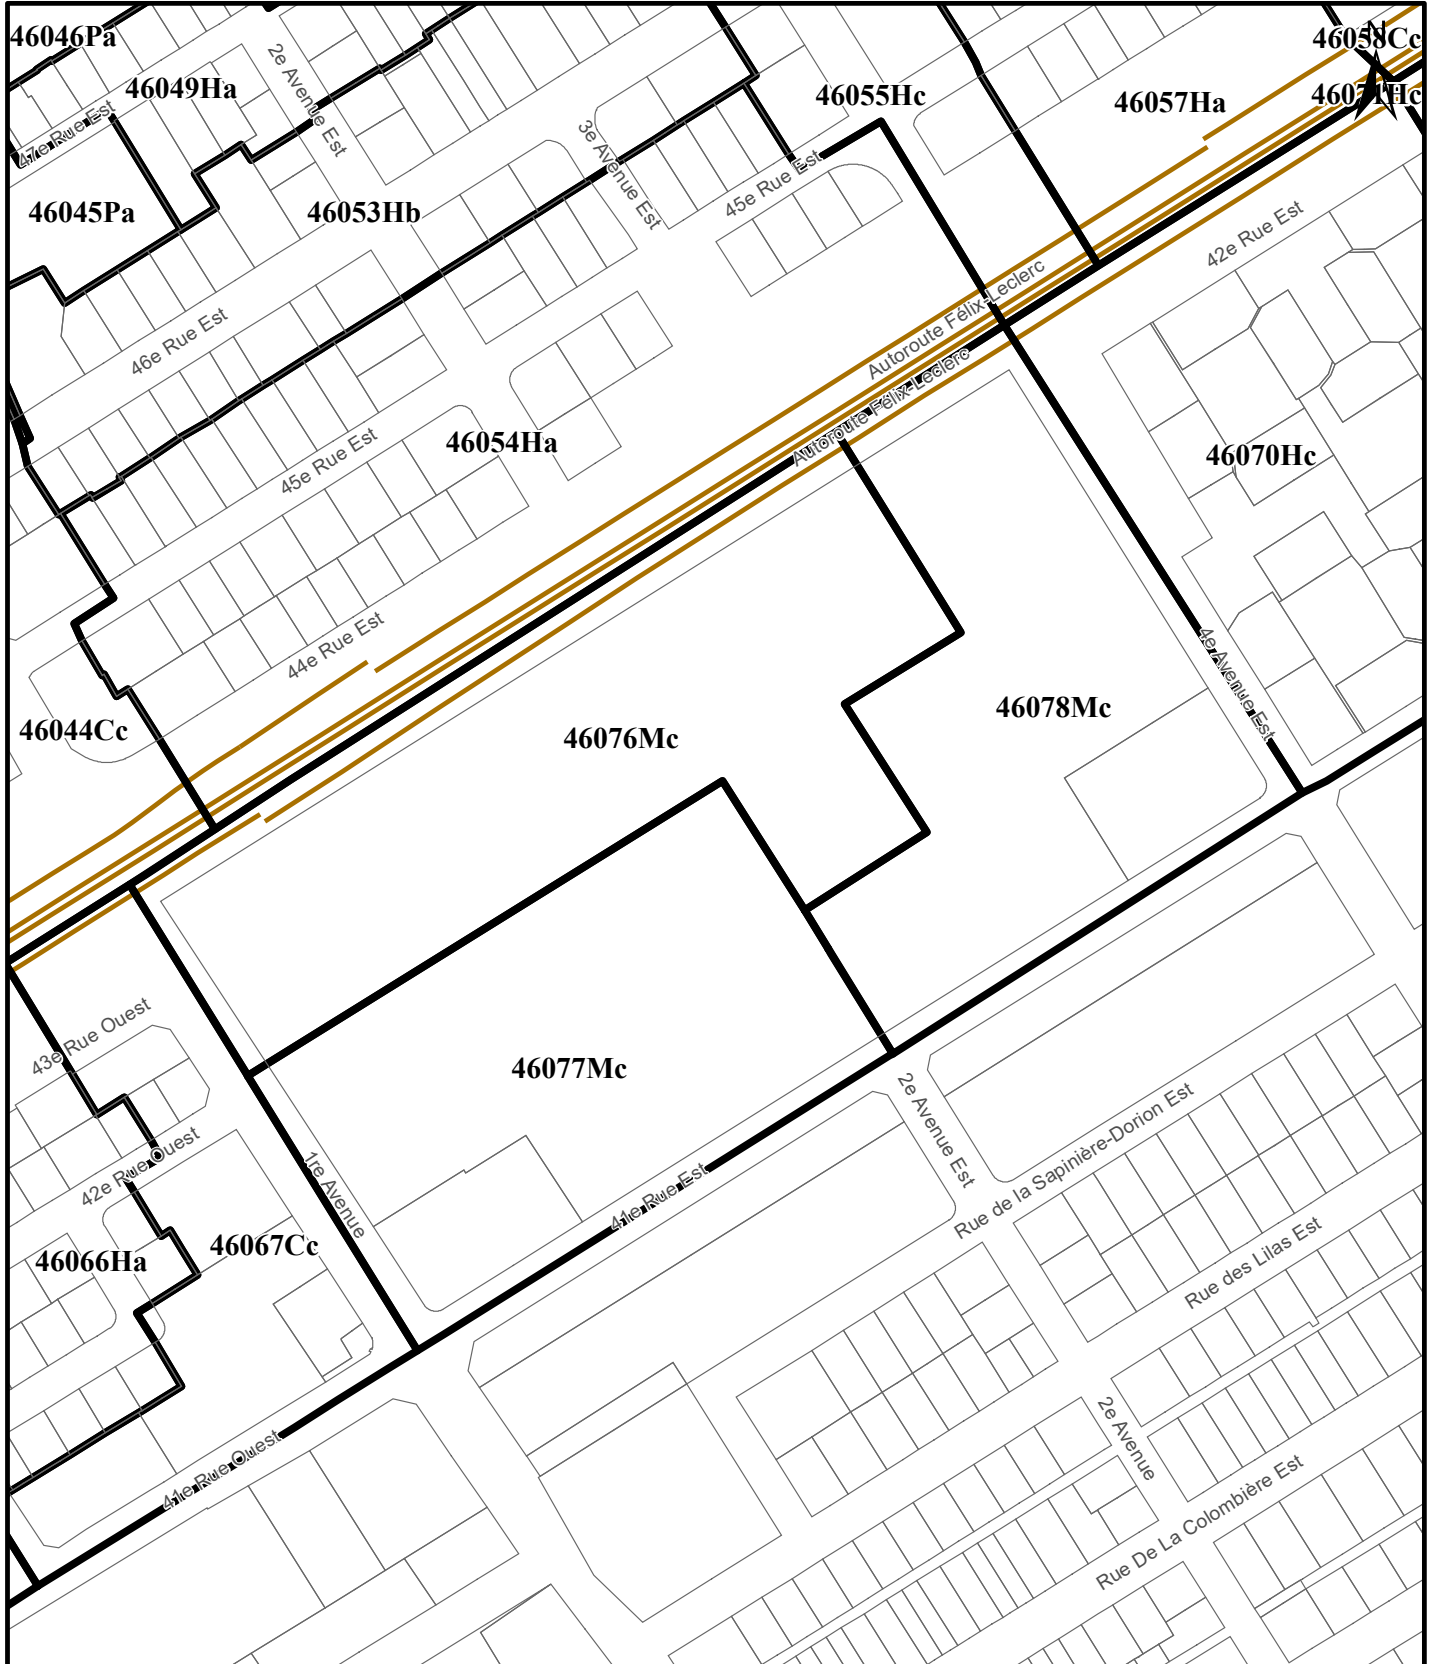 46046Pa
46058Cc
N
2e Avenue Est
46049Ha
46055Hc
46057Ha
46071Hc
47e Rue Est
3e Avenue Est
45e Rue Est
46045Pa
46053Hb
42e Rue Est
Autoroute Félix-Leclerc
46e Rue Est
Autoroute Félix-Leclerc
46054Ha
45e Rue Est
46070Hc
44e Rue Est
4e Avenue Est
46044Cc
46076Mc
46078Mc
43e Rue Ouest
46077Mc
2e Avenue Est
Rue de la Sapinière-Dorion Est
42e Rue Ouest
1re Avenue
41e Rue Est
46066Ha
46067Cc
Rue des Lilas Est
2e Avenue
41e Rue Ouest
Rue De La Colombière Est